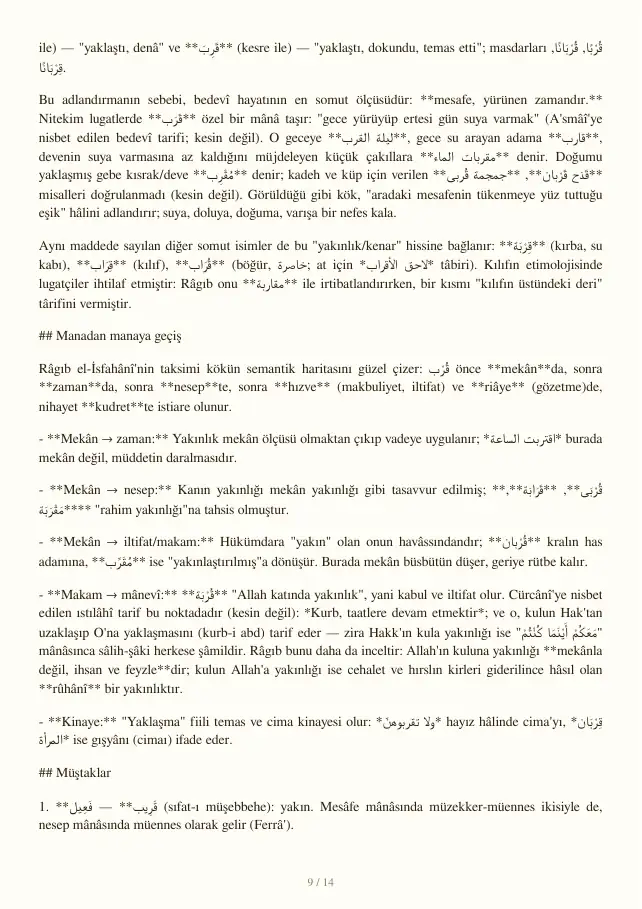 ile) — "yaklaştı, denâ" ve **قَرِبَ** (kesre ile) — "yaklaştı, dokundu, temas etti"; masdarları قُرْبًا, قُرْبَانًا,
قِرْبَانًا.
Bu adlandırmanın sebebi, bedevî hayatının en somut ölçüsüdür: **mesafe, yürünen zamandır.**
Nitekim lugatlerde **قَرَب** özel bir mânâ taşır: "gece yürüyüp ertesi gün suya varmak" (A'smâî'ye
nisbet edilen bedevî tarifi; kesin değil). O geceye **ليلة القرب**, gece su arayan adama **قارب**,
devenin suya varmasına az kaldığını müjdeleyen küçük çakıllara **مقربات الماء** denir. Doğumu
yaklaşmış gebe kısrak/deve **مُقْرِب** denir; kadeh ve küp için verilen **قدح قَرْبان**, **جمجمة قُربى**
misalleri doğrulanmadı (kesin değil). Görüldüğü gibi kök, "aradaki mesafenin tükenmeye yüz tuttuğu
eşik" hâlini adlandırır; suya, doluya, doğuma, varışa bir nefes kala.
Aynı maddede sayılan diğer somut isimler de bu "yakınlık/kenar" hissine bağlanır: **قِرْبَة** (kırba, su
kabı), **قِرَاب** (kılıf), **قُرَاب** (böğür, خاصرة; at için *لاحق الأقراب* tâbiri). Kılıfın etimolojisinde
lugatçiler ihtilaf etmiştir: Râgıb onu **مقاربة** ile irtibatlandırırken, bir kısmı "kılıfın üstündeki deri"
târifini vermiştir.
## Manadan manaya geçiş
Râgıb el-İsfahânî'nin taksimi kökün semantik haritasını güzel çizer: قُرْب önce **mekân**da, sonra
**zaman**da, sonra **nesep**te, sonra **hızve** (makbuliyet, iltifat) ve **riâye** (gözetme)de,
nihayet **kudret**te istiare olunur.
- **Mekân → zaman:** Yakınlık mekân ölçüsü olmaktan çıkıp vadeye uygulanır; *اقتربت الساعة* burada
mekân değil, müddetin daralmasıdır.
- **Mekân → nesep:** Kanın yakınlığı mekân yakınlığı gibi tasavvur edilmiş; **قُرْبَى**, **قَرَابَة**,**
مَقْرَبَة**** "rahim yakınlığı"na tahsis olmuştur.
- **Mekân → iltifat/makam:** Hükümdara "yakın" olan onun havâssındandır; **قُرْبان** kralın has
adamına, **مُقَرَّب** ise "yakınlaştırılmış"a dönüşür. Burada mekân büsbütün düşer, geriye rütbe kalır.
- **Makam → mânevî:** **قُرْبَة** "Allah katında yakınlık", yani kabul ve iltifat olur. Cürcânî'ye nisbet
edilen ıstılâhî tarif bu noktadadır (kesin değil): *Kurb, taatlere devam etmektir*; ve o, kulun Hak'tan
uzaklaşıp O'na yaklaşmasını (kurb-i abd) tarif eder — zira Hakk'ın kula yakınlığı ise "مَعَكُمْ أَيْنَمَا كُنْتُمْ"
mânâsınca sâlih-şâki herkese şâmildir. Râgıb bunu daha da inceltir: Allah'ın kuluna yakınlığı **mekânla
değil, ihsan ve feyzle**dir; kulun Allah'a yakınlığı ise cehalet ve hırsın kirleri giderilince hâsıl olan
**rûhânî** bir yakınlıktır.
- **Kinaye:** "Yaklaşma" fiili temas ve cima kinayesi olur: *ولا تقربوهنّ* hayız hâlinde cima'yı, *قِرْبَان
المرأة* ise gışyânı (cimaı) ifade eder.
## Müştaklar
1. **قَرِيب** — فَعِيل** (sıfat-ı müşebbehe): yakın. Mesâfe mânâsında müzekker-müennes ikisiyle de,
nesep mânâsında müennes olarak gelir (Ferrâ').
9 / 14